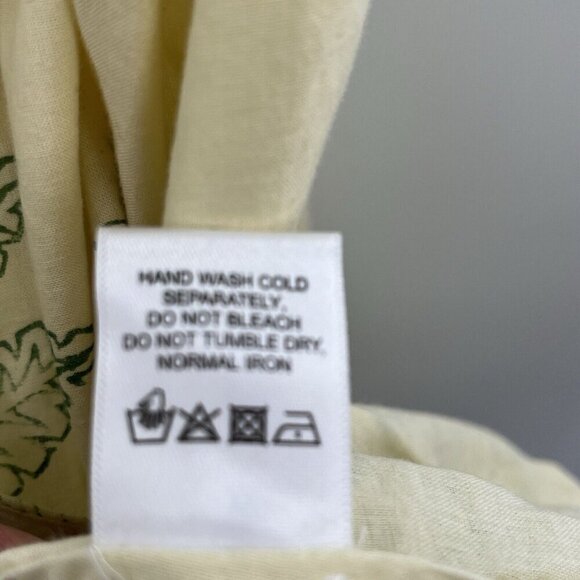 HAND WASH COLD
SEPARATELY,
DO NOT BLEACH
DO NOT TUMBLE DRY,
NORMAL IRON